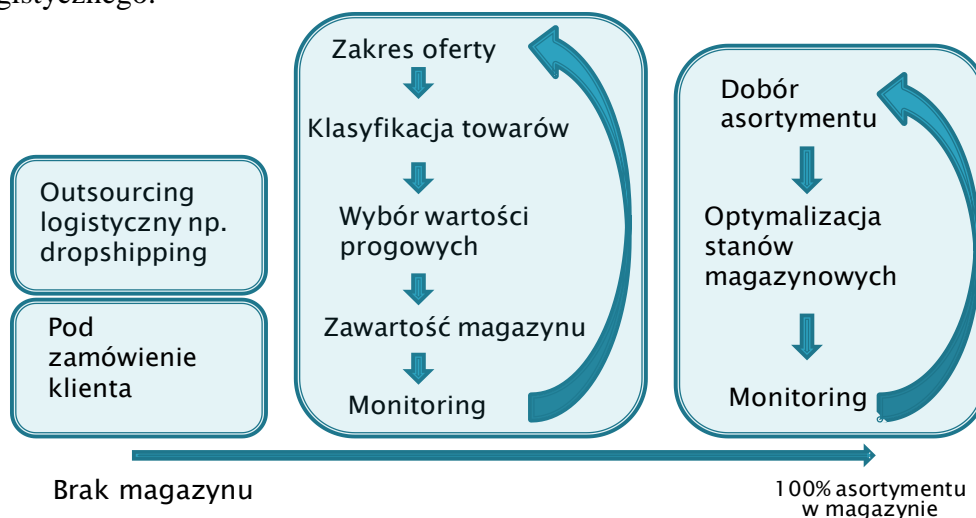 Outsourcing
logistyczny np.
dropshipping
Pod
zamówienie
klienta
Zakres oferty
Klasyfikacja towarów
Wybór wartości
progowych
Zawartość magazynu
Monitoring
Dobór
asortymentu
Optymalizacja
stanów
magazynowych
Monitoring
Brak magazynu
100% asortymentu
w magazynie